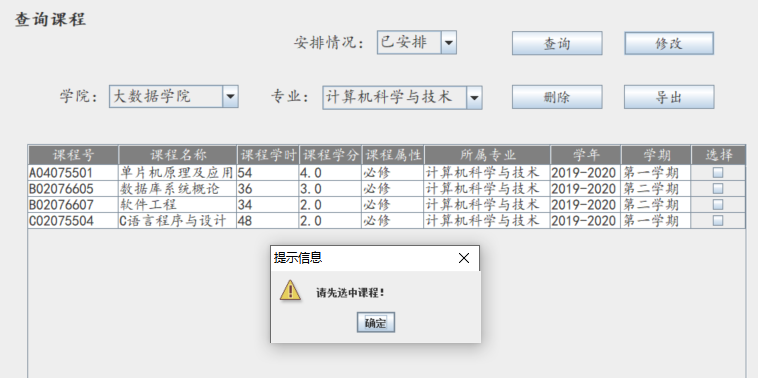 查询课程
安排情况: 已安排 查询 修改
学院: 大数据学院 专业: 计算机科学与技术 删除 导出
课程号 课程名称 课程学时 课程学分 课程属性 所属专业 学年 学期 选择
A04075501 单片机原理及应用 54 4.0 必修 计算机科学与技术 2019-2020 第一学期
B02076605 数据库系统概论 36 3.0 必修 计算机科学与技术 2019-2020 第二学期
B02076607 软件工程 34 2.0 必修 计算机科学与技术 2019-2020 第二学期
C02075504 C语言程序与设计 48 2.0 必修 计算机科学与技术 2019-2020 第一学期
提示信息
请先选中课程!
确定